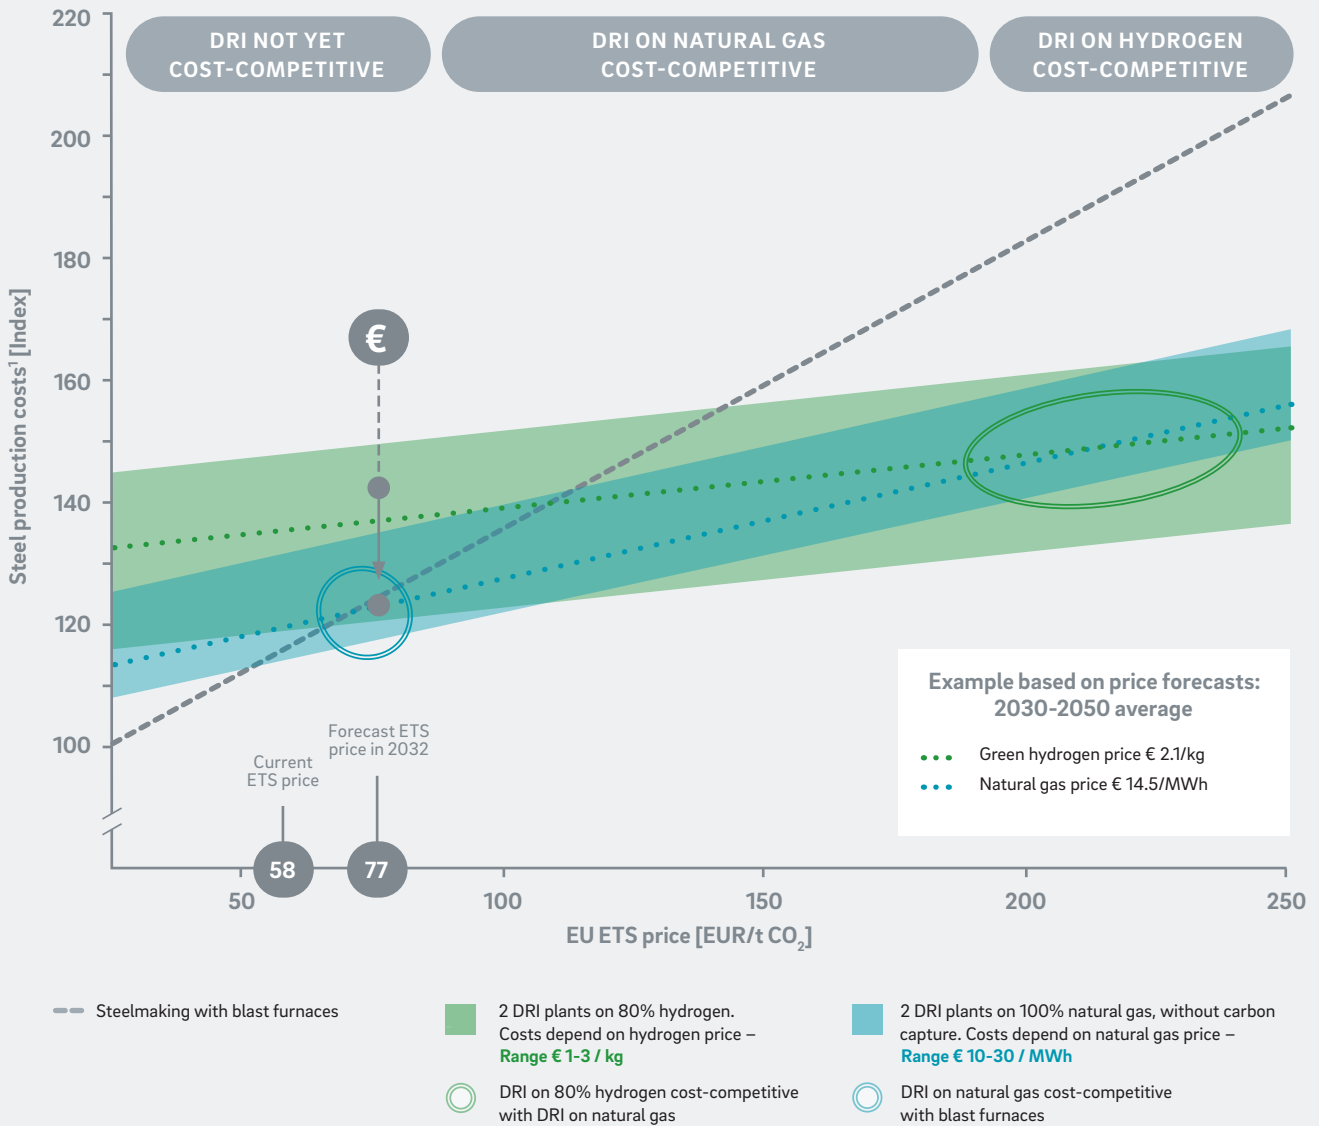 220
200
180
160
140
120
100
Steel production costs¹ [Index]
DRI NOT YET
COST-COMPETITIVE
DRI ON NATURAL GAS
COST-COMPETITIVE
DRI ON HYDROGEN
COST-COMPETITIVE
€
Forecast ETS
price in 2032
Current
ETS price
58
77
Example based on price forecasts:
2030-2050 average
Green hydrogen price € 2.1/kg
Natural gas price € 14.5/MWh
50
100
150
200
250
EU ETS price [EUR/t CO₂]
Steelmaking with blast furnaces
2 DRI plants on 80% hydrogen.
Costs depend on hydrogen price –
Range € 1-3 / kg
2 DRI plants on 100% natural gas, without carbon
capture. Costs depend on natural gas price –
Range € 10-30 / MWh
DRI on 80% hydrogen cost-competitive
with DRI on natural gas
DRI on natural gas cost-competitive
with blast furnaces